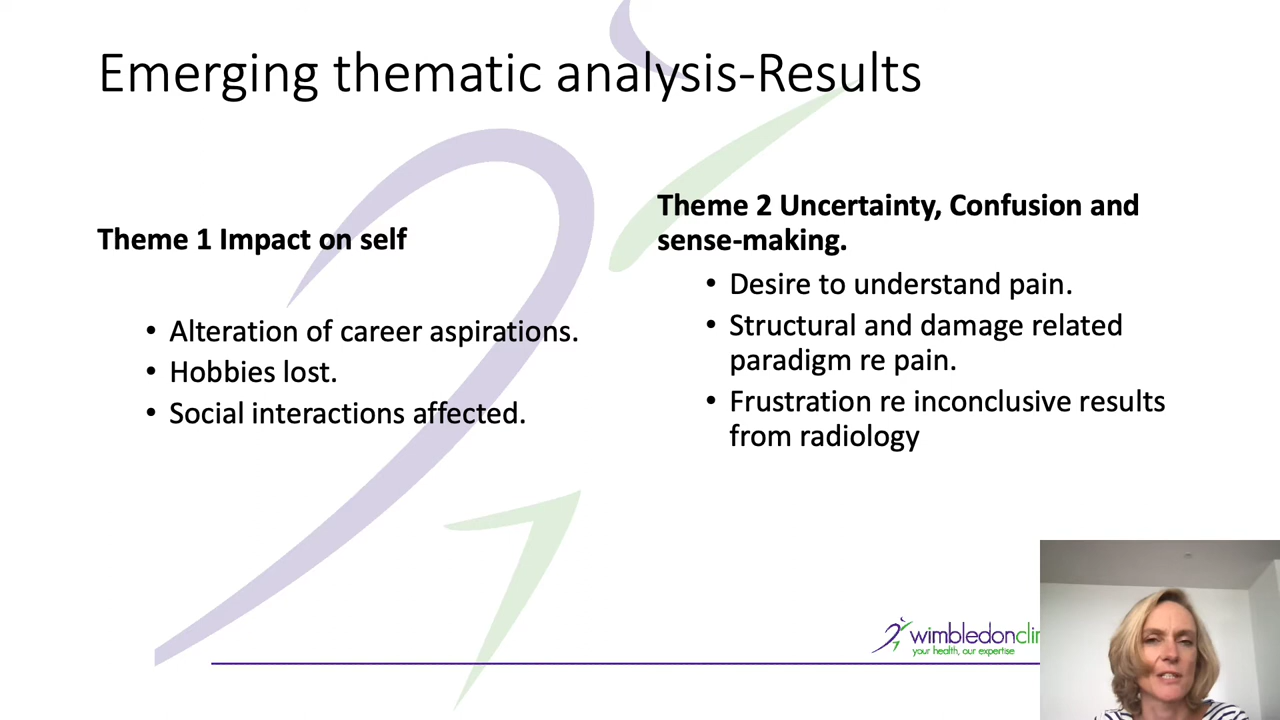 Emerging thematic analysis-Results
Theme 1 Impact on self
• Alteration of career aspirations.
• Hobbies lost.
• Social interactions affected.
Theme 2 Uncertainty, Confusion and
sense-making.
• Desire to understand pain.
• Structural and damage related
paradigm re pain.
• Frustration re inconclusive results
from radiology
wimbledonclin
your health, our expertise